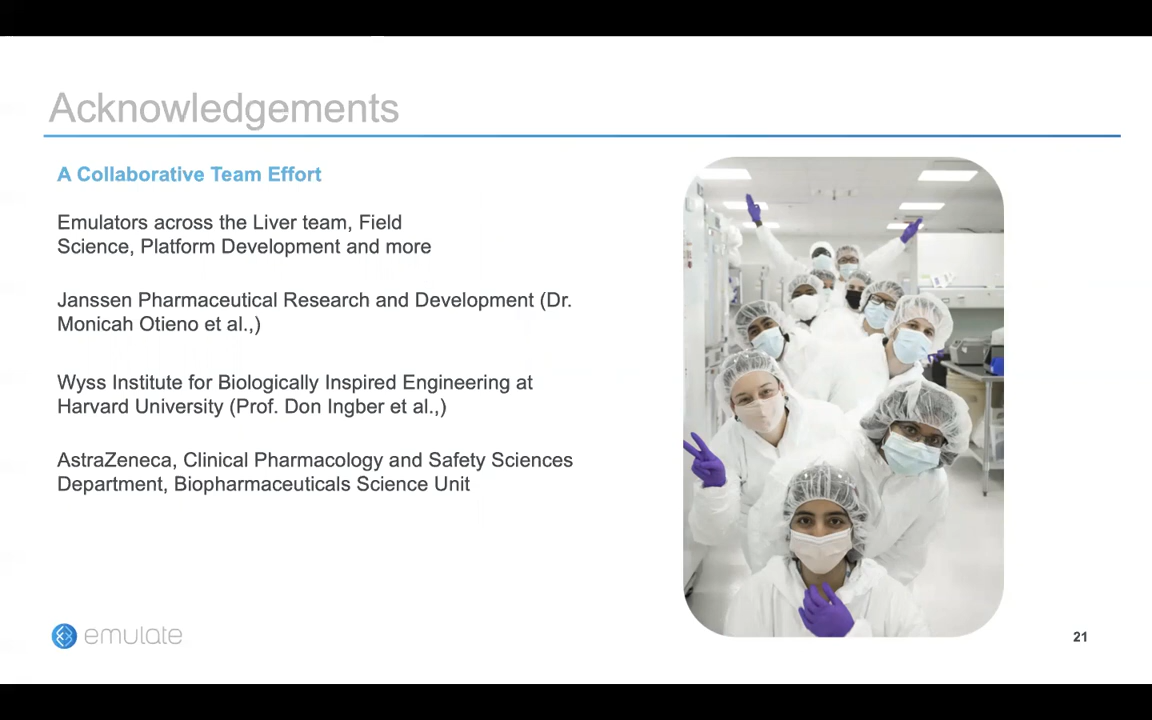 Acknowledgements
A Collaborative Team Effort
Emulators across the Liver team, Field
Science, Platform Development and more
Janssen Pharmaceutical Research and Development (Dr.
Monicah Otieno et al.,)
Wyss Institute for Biologically Inspired Engineering at
Harvard University (Prof. Don Ingber et al.,)
AstraZeneca, Clinical Pharmacology and Safety Sciences
Department, Biopharmaceuticals Science Unit
emulate
21